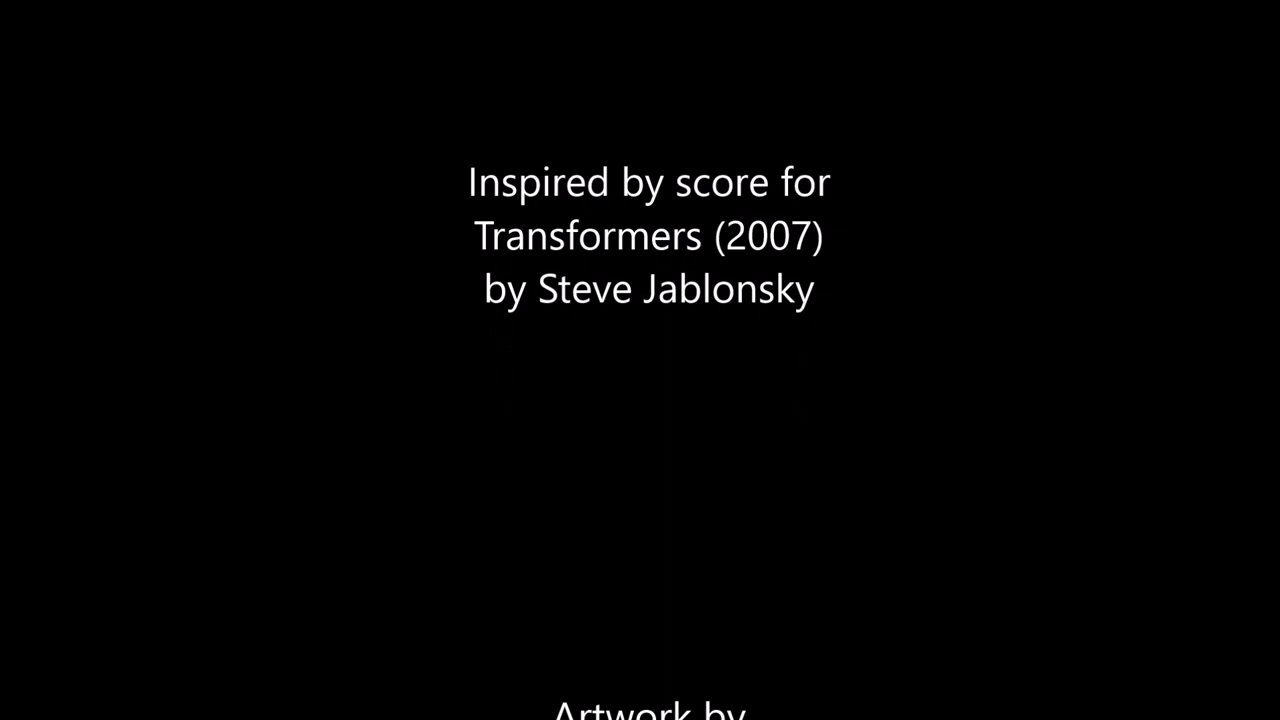 Inspired by score for
Transformers (2007)
by Steve Jablonsky
Artwork by